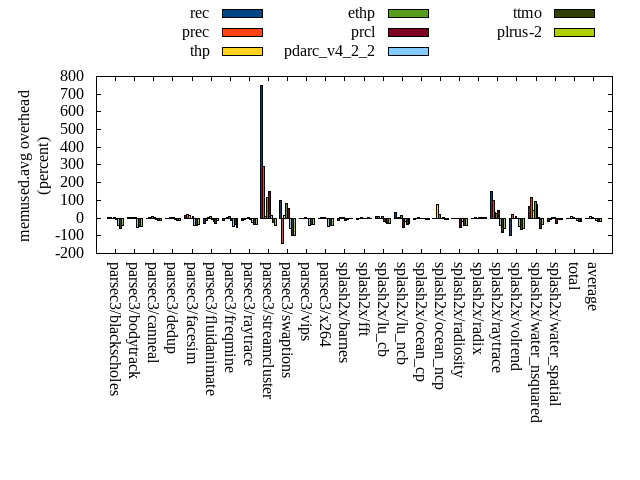 rec
prec
thp
ethp
prcl
pdarc_v4_2_2
ttmo
plrus-2
memused.avg overhead
(percent)
800
700
600
500
400
300
200
100
0
-100
-200
parsec3/blackscholes
parsec3/bodytrack
parsec3/canneal
parsec3/dedup
parsec3/facesim
parsec3/fluidanimate
parsec3/freqmine
parsec3/raytrace
parsec3/streamcluster
parsec3/swaptions
parsec3/vips
parsec3/x264
splash2x/barnes
splash2x/fft
splash2x/lu_cb
splash2x/lu_ncb
splash2x/ocean_cp
splash2x/ocean_ncp
splash2x/radiosity
splash2x/radix
splash2x/raytrace
splash2x/volrend
splash2x/water_nsquared
splash2x/water_spatial
total
average